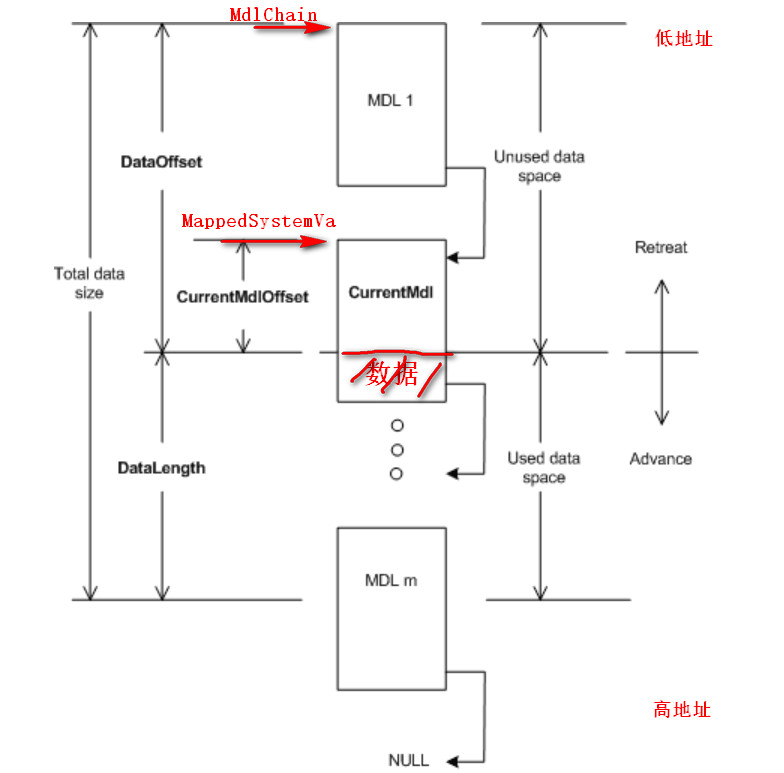 MdlChain
低地址
MDL 1
DataOffset
Unused data
space
MappedSystemVa
Retreat
Total data
size
CurrentMdlOffset
CurrentMdl
数据
DataLength
Used data
space
Advance
MDL m
高地址
NULL